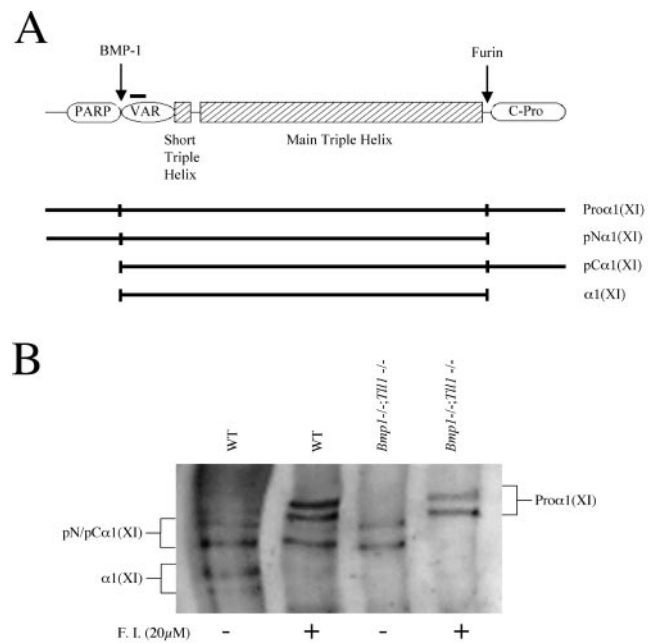 A
BMP-1
Furin
PARP
VAR
C-Pro
Short
Triple
Helix
Main Triple Helix
Proα1(XI)
pNα1(XI)
pCα1(XI)
α1(XI)
B
WT
WT
Bmp1-/-;Tll1 -/-
Bmp1-/-;Tll1 -/-
pN/pCα1(XI)
α1(XI)
Proα1(XI)
F. I. (20μM) - + - +